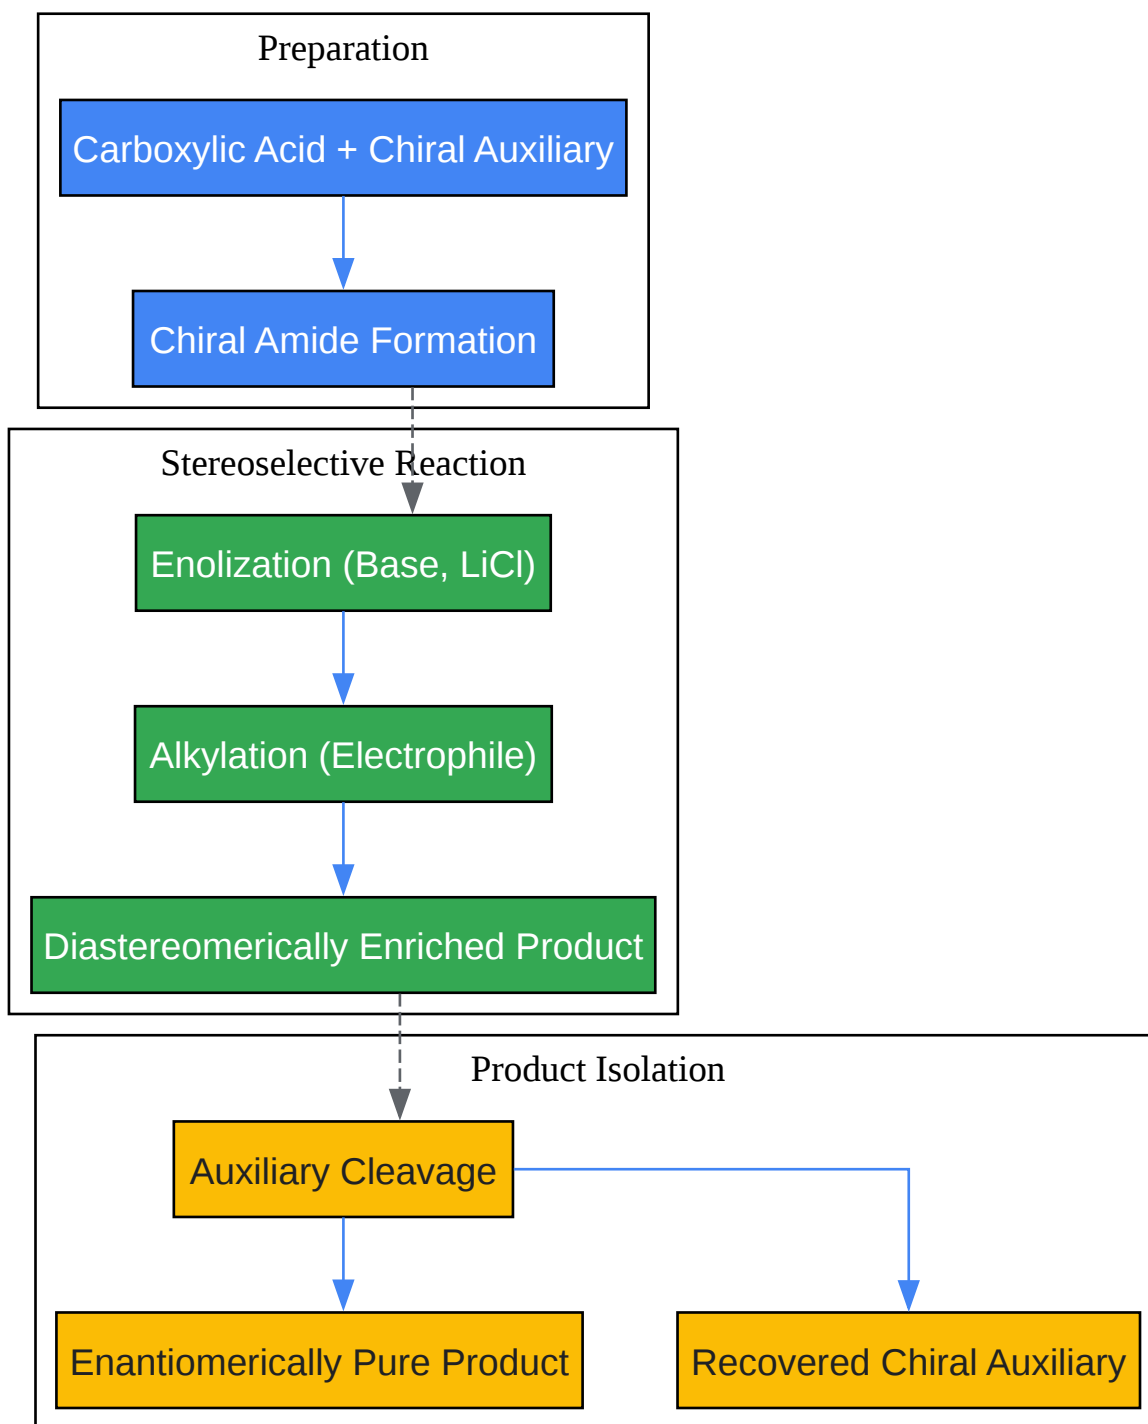 Preparation
Carboxylic Acid + Chiral Auxiliary
Chiral Amide Formation
Stereoselective Reaction
Enolization (Base, LiCl)
Alkylation (Electrophile)
Diastereomerically Enriched Product
Product Isolation
Auxiliary Cleavage
Enantiomerically Pure Product
Recovered Chiral Auxiliary